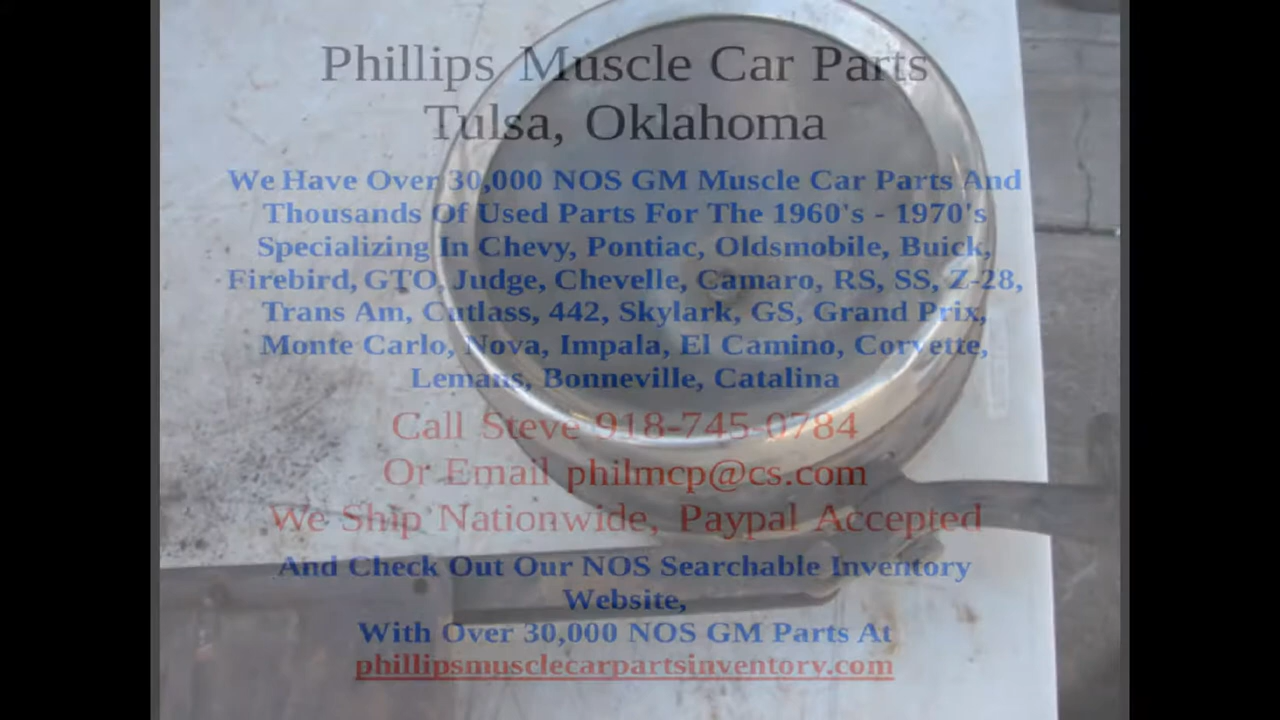 Phillips Muscle Car Parts
Tulsa, Oklahoma
We Have Over 30,000 NOS GM Muscle Car Parts And
Thousands Of Used Parts For The 1960's - 1970's
Specializing In Chevy, Pontiac, Oldsmobile, Buick,
Firebird, GTO, Judge, Chevelle, Camaro, RS, SS, Z-28,
Trans Am, Cutlass, 442, Skylark, GS, Grand Prix,
Monte Carlo, Nova, Impala, El Camino, Corvette,
Lemans, Bonneville, Catalina
Call Steve 918-745-0784
Or Email philmcp@cs.com
We Ship Nationwide, Paypal Accepted
And Check Out Our NOS Searchable Inventory
Website,
With Over 30,000 NOS GM Parts At
phillipsmusclecarpartsinventory.com